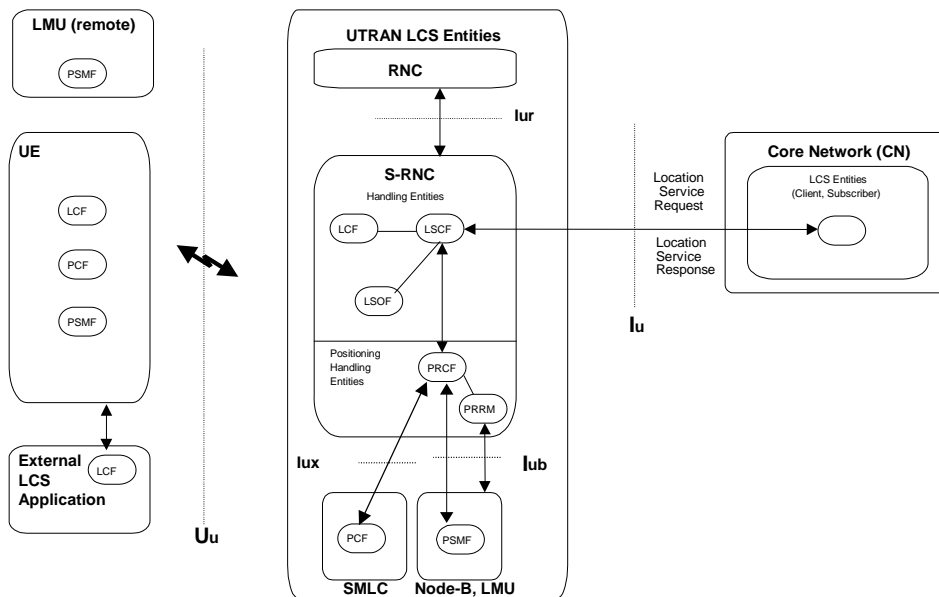 LMU (remote)
PSMF
UE
LCF
PCF
PSMF
External
LCS
Application
LCF
Uu
UTRAN LCS Entities
RNC
Iur
S-RNC
Handling Entities
LCF
LSCF
LSOF
Positioning
Handling
Entities
PRCF
PRRM
Iux
Iub
PCF
PSMF
SMLC
Node-B, LMU
Location
Service
Request
Location
Service
Response
Iu
Core Network (CN)
LCS Entities
(Client, Subscriber)